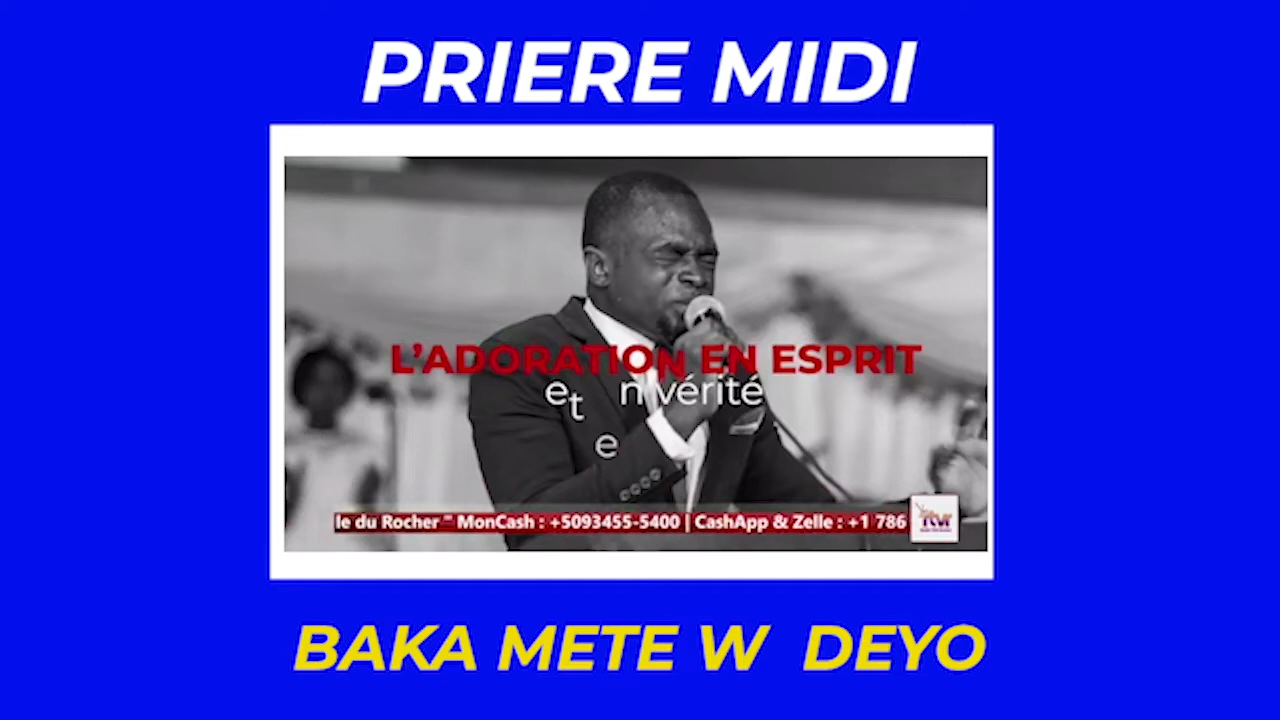 PRIERE MIDI
L’ADORATION EN ESPRIT
et en vérité
le du Rocher - MonCash : +5093455-5400 | CashApp & Zelle : +1 786
BAKA METE W DEYO